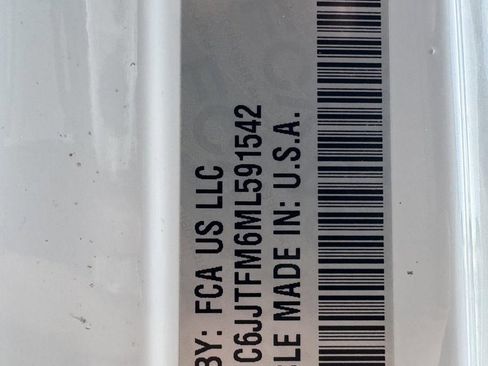 BY: FCA US LLC
C6JJTFM6ML591542
CLE MADE IN: U.S.A.